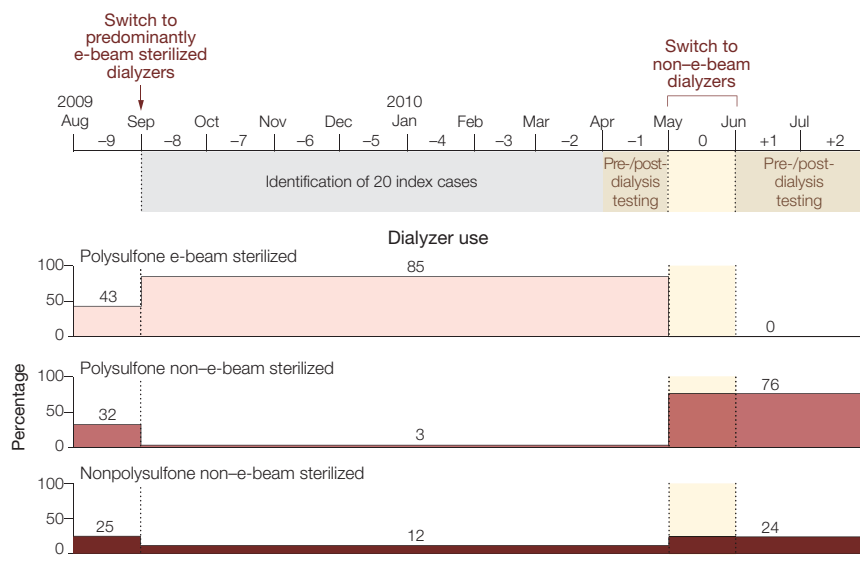 Switch to
predominantly
e-beam sterilized
dialyzers
Switch to
non–e-beam
dialyzers
2009 2010
Aug Sep Oct Nov Dec Jan Feb Mar Apr May Jun Jul
–9 –8 –7 –6 –5 –4 –3 –2 –1 0 +1 +2
Identification of 20 index cases
Pre-/post-
dialysis
testing
Pre-/post-
dialysis
testing
Dialyzer use
Percentage
Polysulfone e-beam sterilized
100
50
0
43 85 0
Polysulfone non–e-beam sterilized
100
50
0
32 3 76
Nonpolysulfone non–e-beam sterilized
100
50
0
25 12 24